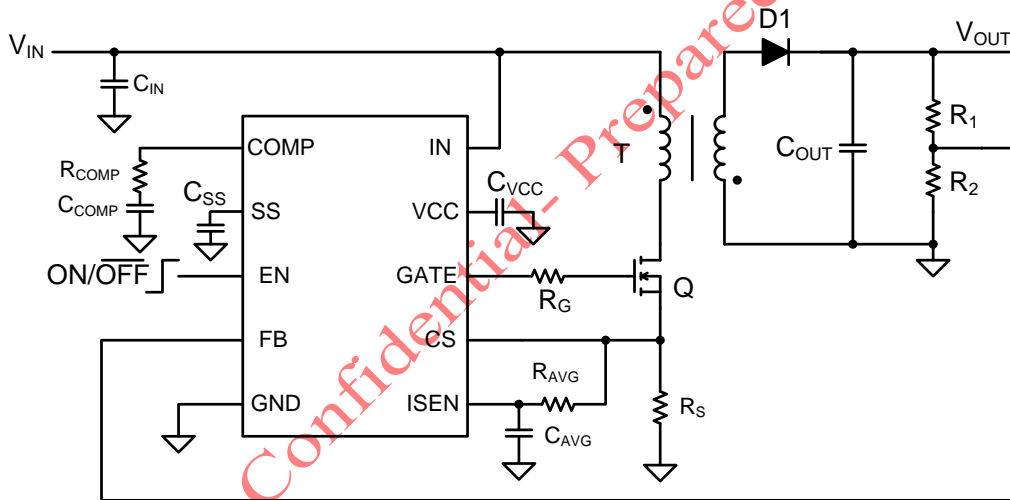 Confidential- Prepared
D1
VIN
VOUT
CIN
R1
COMP
IN
T
COUT
RCOMP
CSS
CVCC
R2
CCOMP
SS
VCC
ON/OFF
EN
GATE
RG
Q
FB
CS
RAVG
GND
ISEN
RS
CAVG